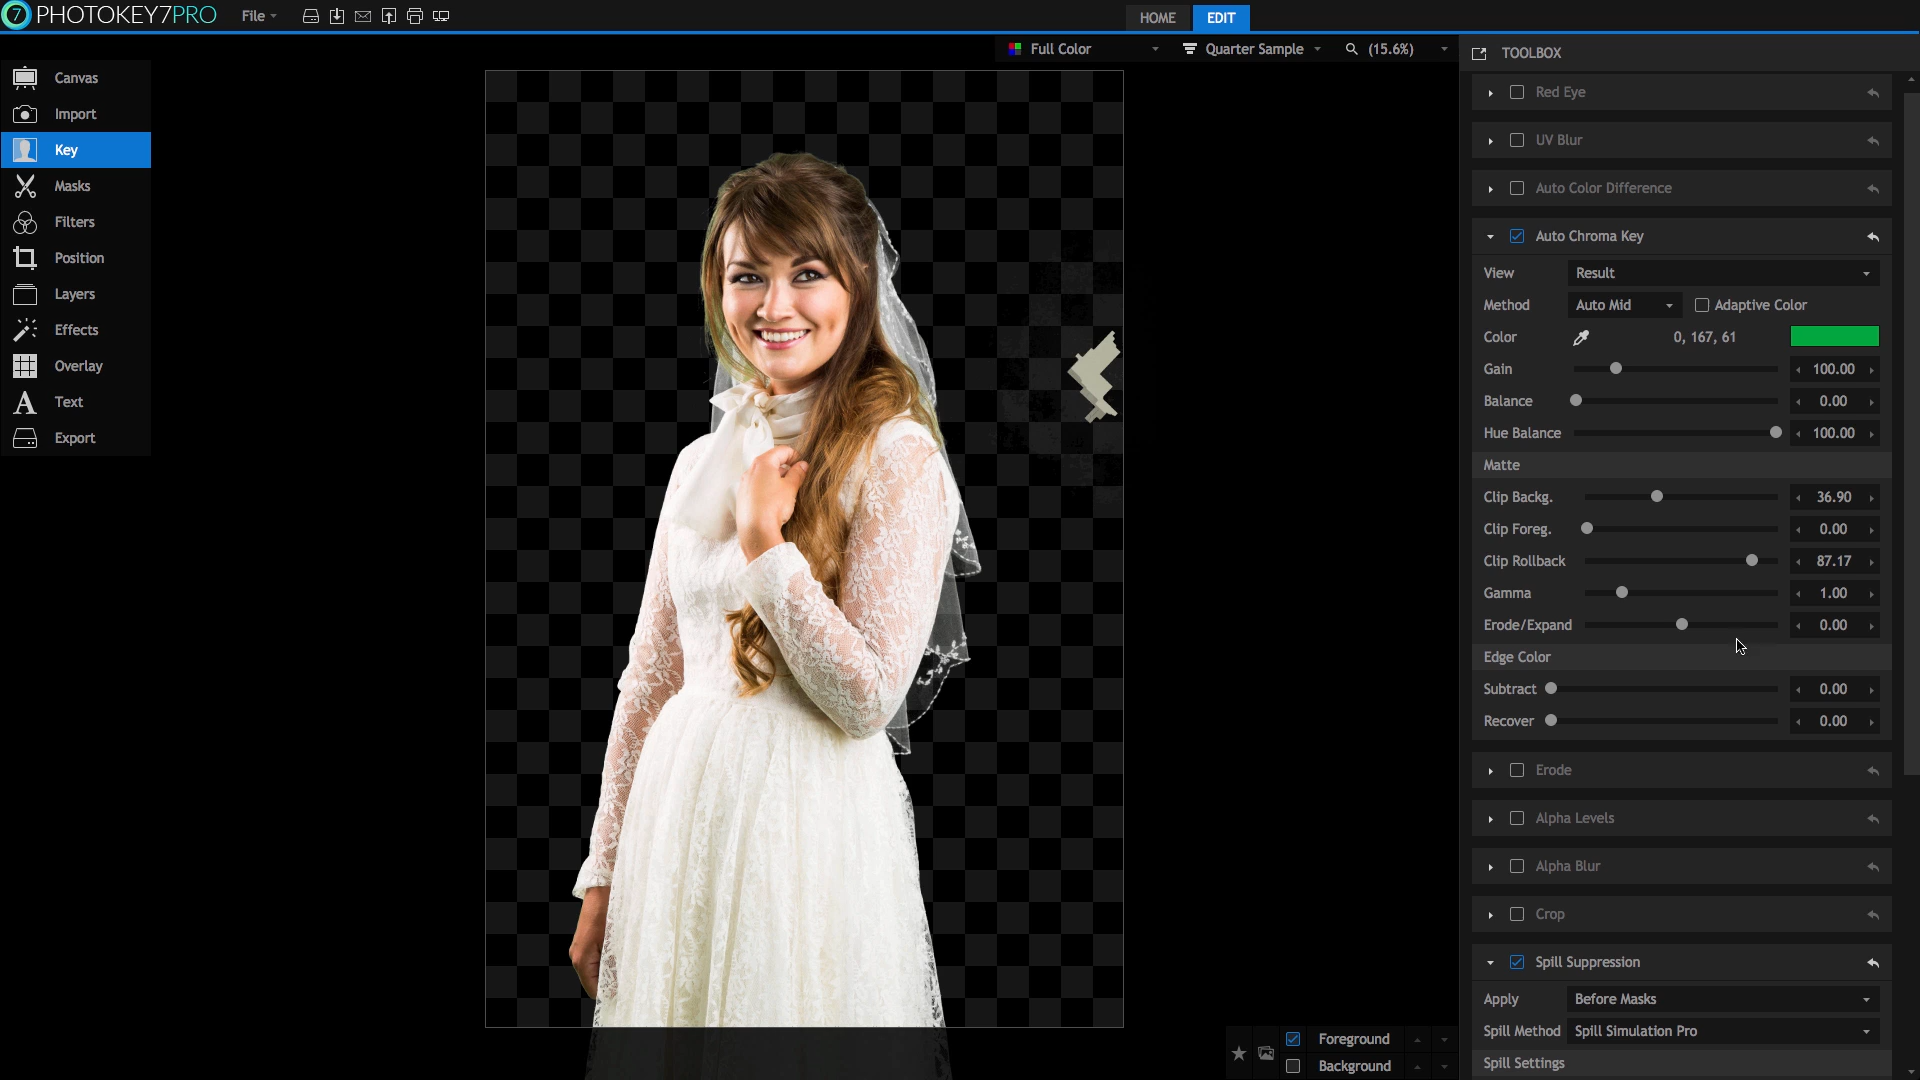 7 PHOTOKEY7PRO File HOME EDIT
Full Color Quarter Sample (15.6%)
Canvas
Import
Key
Masks
Filters
Position
Layers
Effects
Overlay
Text
Export
TOOLBOX
Red Eye
UV Blur
Auto Color Difference
Auto Chroma Key
View Result
Method Auto Mid Adaptive Color
Color 0, 167, 61
Gain 100.00
Balance 0.00
Hue Balance 100.00
Matte
Clip Backg. 36.90
Clip Foreg. 0.00
Clip Rollback 87.17
Gamma 1.00
Erode/Expand 0.00
Edge Color
Subtract 0.00
Recover 0.00
Erode
Alpha Levels
Alpha Blur
Crop
Spill Suppression
Apply Before Masks
Spill Method Spill Simulation Pro
Spill Settings
Foreground
Background